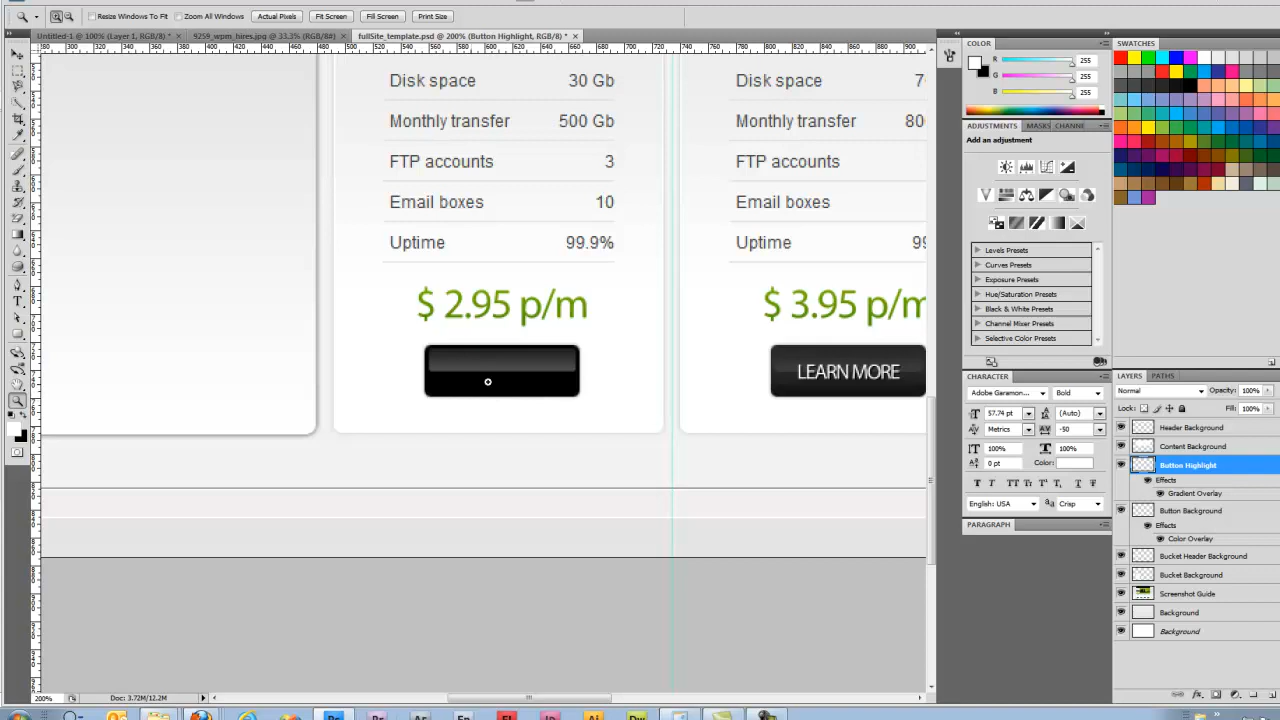 Resize Windows To Fit Zoom All Windows Actual Pixels Fit Screen Fill Screen Print Size
Untitled-1 @ 100% (Layer 1, RGB/8) * × 9259_wpm_hires.jpg @ 33.3% (RGB/8#) × fullSite_template.psd @ 200% (Button Highlight, RGB/8) * ×
Disk space 30 Gb
Monthly transfer 500 Gb
FTP accounts 3
Email boxes 10
Uptime 99.9%
$ 2.95 p/m
Disk space 7
Monthly transfer 80
FTP accounts
Email boxes
Uptime 99
$ 3.95 p/m
LEARN MORE
200% Doc: 3.72M/12.2M
COLOR
R 255
G 255
B 255
SWATCHES
ADJUSTMENTS MASKS CHANNE
Add an adjustment
Levels Presets
Curves Presets
Exposure Presets
Hue/Saturation Presets
Black & White Presets
Channel Mixer Presets
Selective Color Presets
CHARACTER
Adobe Garamon... Bold
57.74 pt (Auto)
Metrics -50
100% 100%
0 pt Color:
T T TT Tr T¹ T₁ T T
English: USA aa Crisp
PARAGRAPH
LAYERS PATHS
Normal Opacity: 100%
Lock: Fill: 100%
Header Background
Content Background
Button Highlight
Effects
Gradient Overlay
Button Background
Effects
Color Overlay
Bucket Header Background
Bucket Background
Screenshot Guide
Background
Background